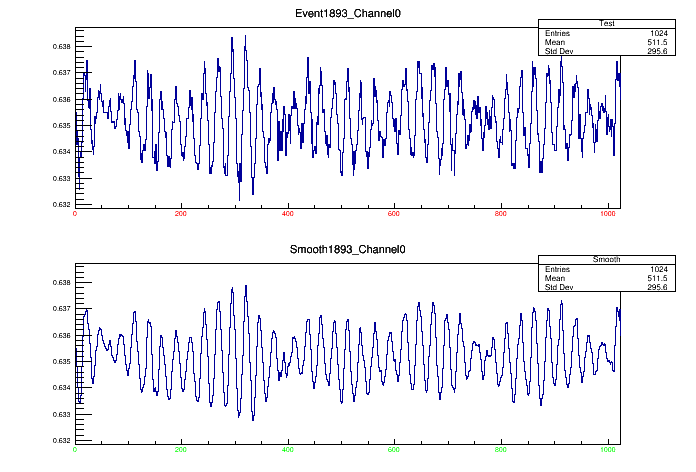 Event1893_Channel0
Test
Entries 1024
Mean 511.5
Std Dev 295.6
0.638
0.637
0.636
0.635
0.634
0.633
0.632
0 200 400 600 800 1000
Smooth1893_Channel0
Smooth
Entries 1024
Mean 511.5
Std Dev 295.6
0.638
0.637
0.636
0.635
0.634
0.633
0.632
0 200 400 600 800 1000